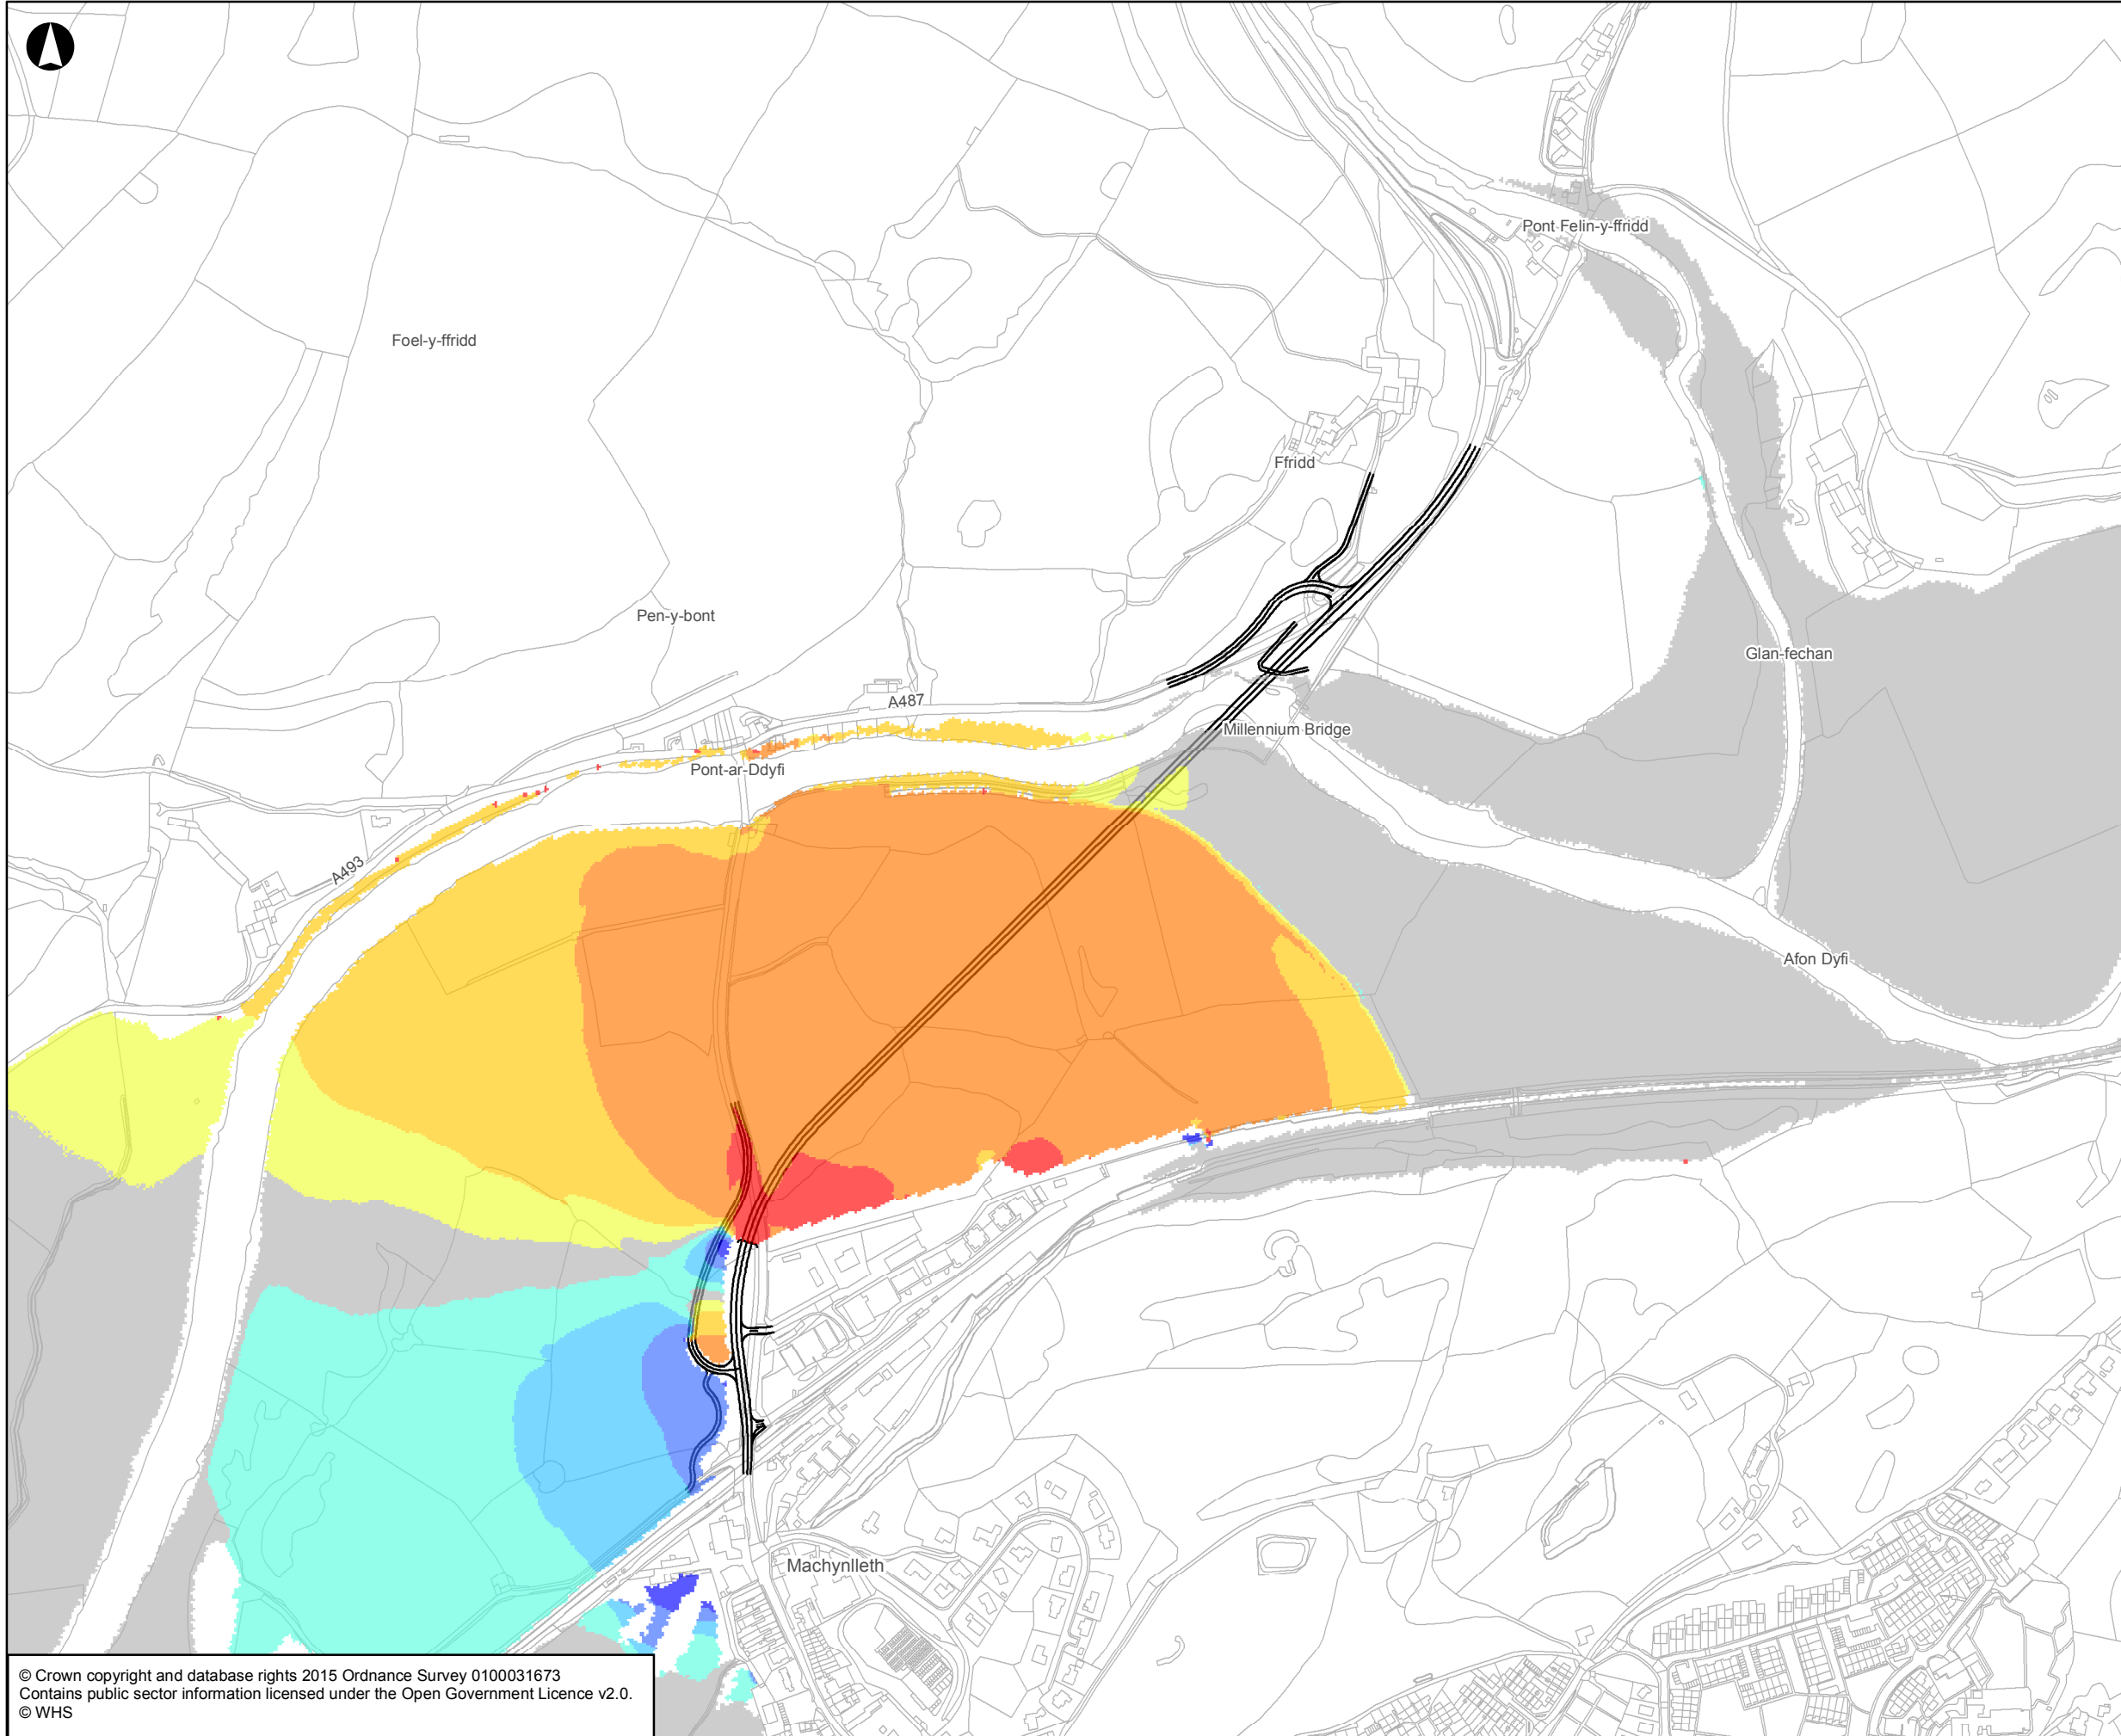 Pont Felin-y-ffridd
Foel-y-ffridd
Ffridd
Pen-y-bont
Glan-fechan
A487
Millennium Bridge
Pont-ar-Ddyfi
A493
Afon Dyfi
Machynlleth
© Crown copyright and database rights 2015 Ordnance Survey 0100031673
Contains public sector information licensed under the Open Government Licence v2.0.
© WHS